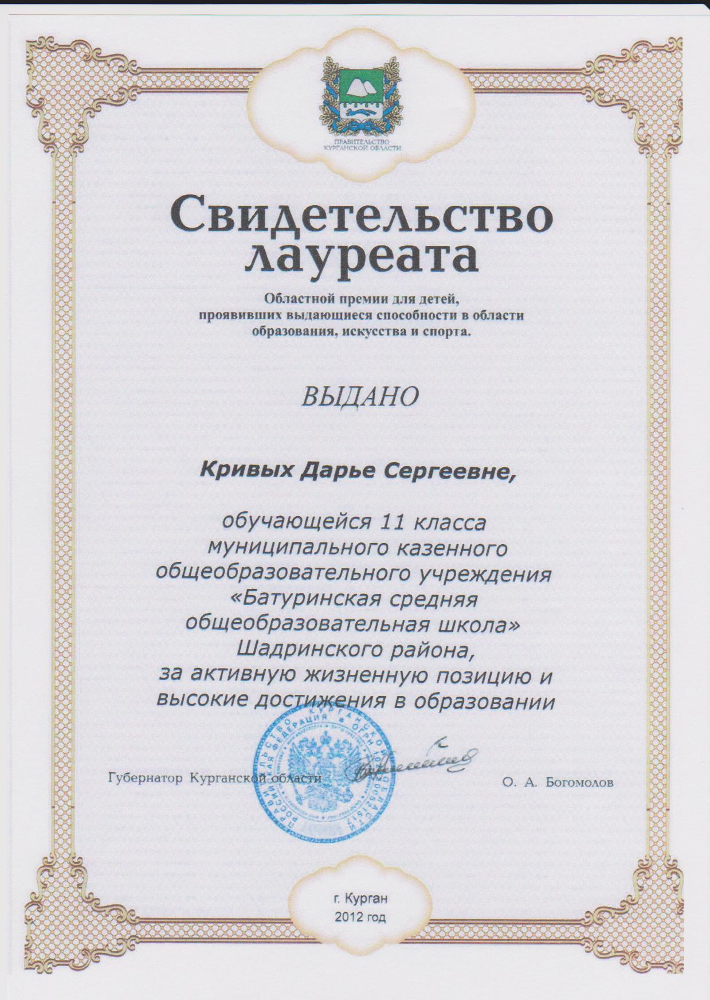 ПРАВИТЕЛЬСТВО
КУРГАНСКОЙ ОБЛАСТИ
Свидетельство
лауреата
Областной премии для детей,
проявивших выдающиеся способности в области
образования, искусства и спорта.
ВЫДАНО
Кривых Дарье Сергеевне,
обучающейся 11 класса
муниципального казенного
общеобразовательного учреждения
«Батуринская средняя
общеобразовательная школа»
Шадринского района,
за активную жизненную позицию и
высокие достижения в образовании
ПРАВИТЕЛЬСТВО КУРГАНСКОЙ ОБЛАСТИ
РОССИЙСКАЯ ФЕДЕРАЦИЯ * ОГРН
Губернатор Курганской области
О. А. Богомолов
г. Курган
2012 год